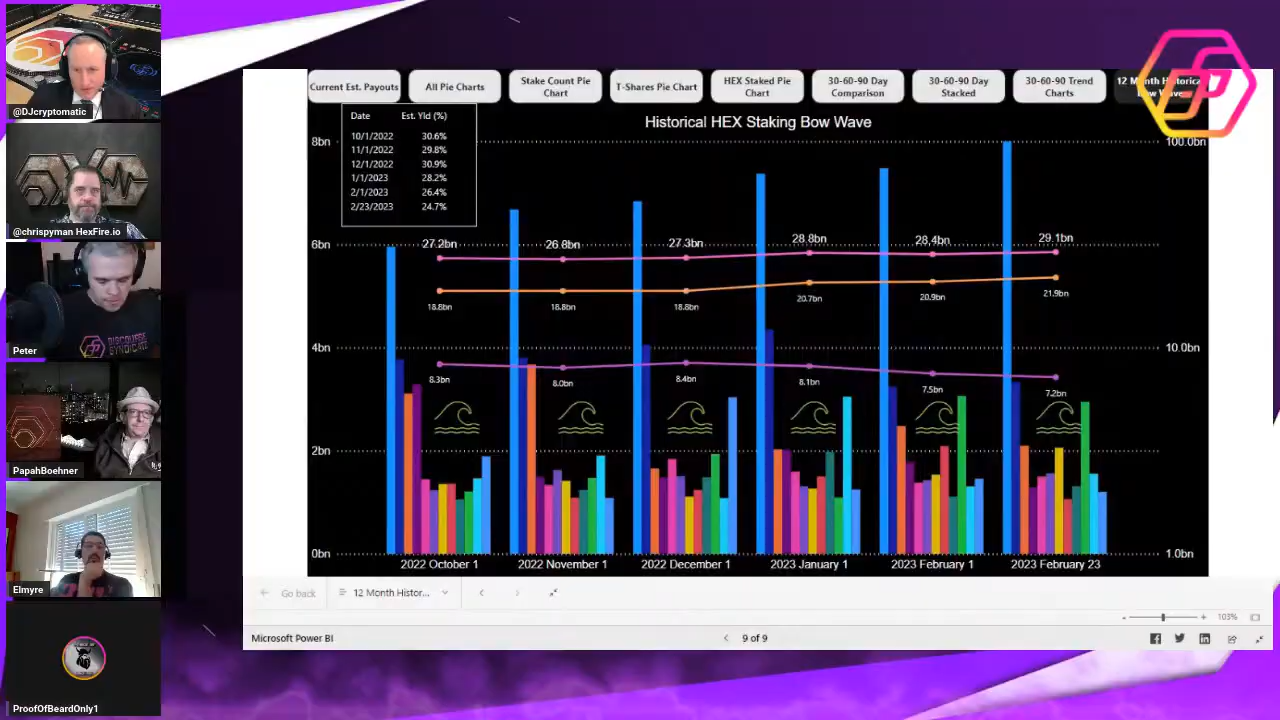 @DJcryptomatic
@chrispyman HexFire.io
Peter
DISCOURSE
SYNDICATE
PapahBoehner
Elmyre
ProofOfBeardOnly1
Current Est. Payouts
All Pie Charts
Stake Count Pie
Chart
T-Shares Pie Chart
HEX Staked Pie
Chart
30-60-90 Day
Comparison
30-60-90 Day
Stacked
30-60-90 Trend
Charts
12 Month Historical
Bow Wave
Historical HEX Staking Bow Wave
Date Est. Yld (%)
10/1/2022 30.6%
11/1/2022 29.8%
12/1/2022 30.9%
1/1/2023 28.2%
2/1/2023 26.4%
2/23/2023 24.7%
8bn 100.0bn
6bn
4bn 10.0bn
2bn
0bn 1.0bn
27.2bn 26.8bn 27.3bn 28.8bn 28.4bn 29.1bn
18.8bn 18.8bn 18.8bn 20.7bn 20.9bn 21.9bn
8.3bn 8.0bn 8.4bn 8.1bn 7.5bn 7.2bn
2022 October 1 2022 November 1 2022 December 1 2023 January 1 2023 February 1 2023 February 23
Go back
12 Month Histor...
103%
Microsoft Power BI
9 of 9